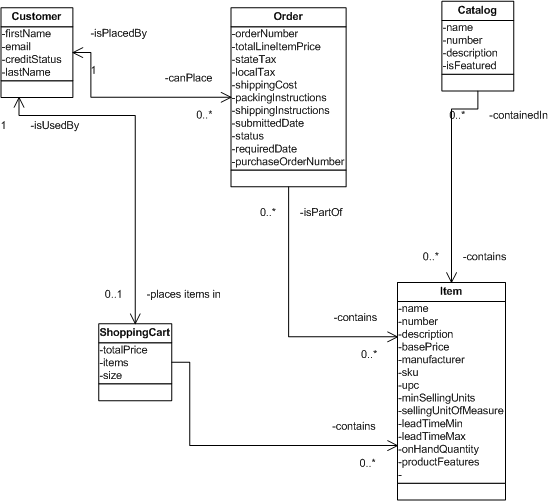 Customer
-firstName
-email
-creditStatus
-lastName
-isPlacedBy
1
-canPlace
0..*
Order
-orderNumber
-totalLineItemPrice
-stateTax
-localTax
-shippingCost
-packingInstructions
-shippingInstructions
-submittedDate
-status
-requiredDate
-purchaseOrderNumber
Catalog
-name
-number
-description
-isFeatured
0..*
-containedIn
1
-isUsedBy
0..*
-isPartOf
0..*
-contains
0..1
-places items in
ShoppingCart
-totalPrice
-items
-size
-contains
0..*
-contains
0..*
Item
-name
-number
-description
-basePrice
-manufacturer
-sku
-upc
-minSellingUnits
-sellingUnitOfMeasure
-leadTimeMin
-leadTimeMax
-onHandQuantity
-productFeatures
-